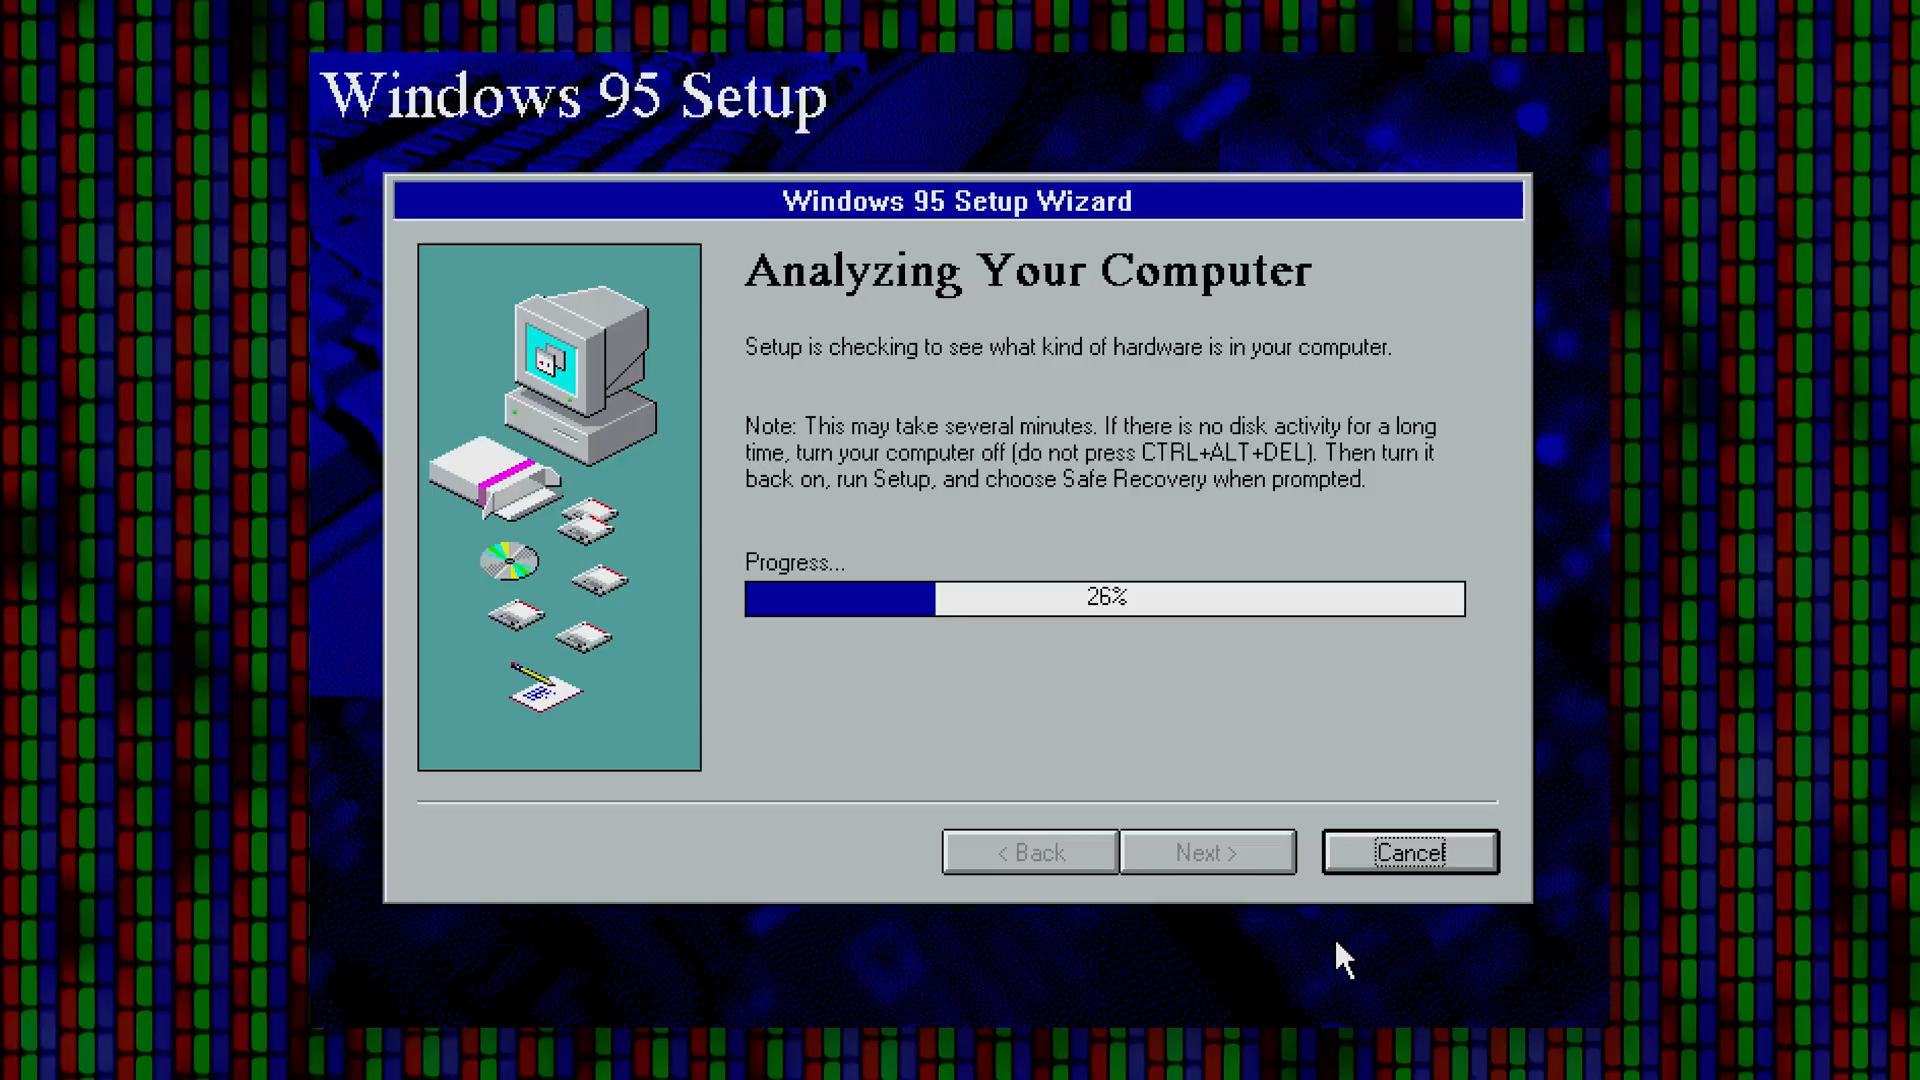 Windows 95 Setup
Windows 95 Setup Wizard
Analyzing Your Computer
Setup is checking to see what kind of hardware is in your computer.
Note: This may take several minutes. If there is no disk activity for a long
time, turn your computer off (do not press CTRL+ALT+DEL). Then turn it
back on, run Setup, and choose Safe Recovery when prompted.
Progress...
26%
< Back
Next >
Cancel